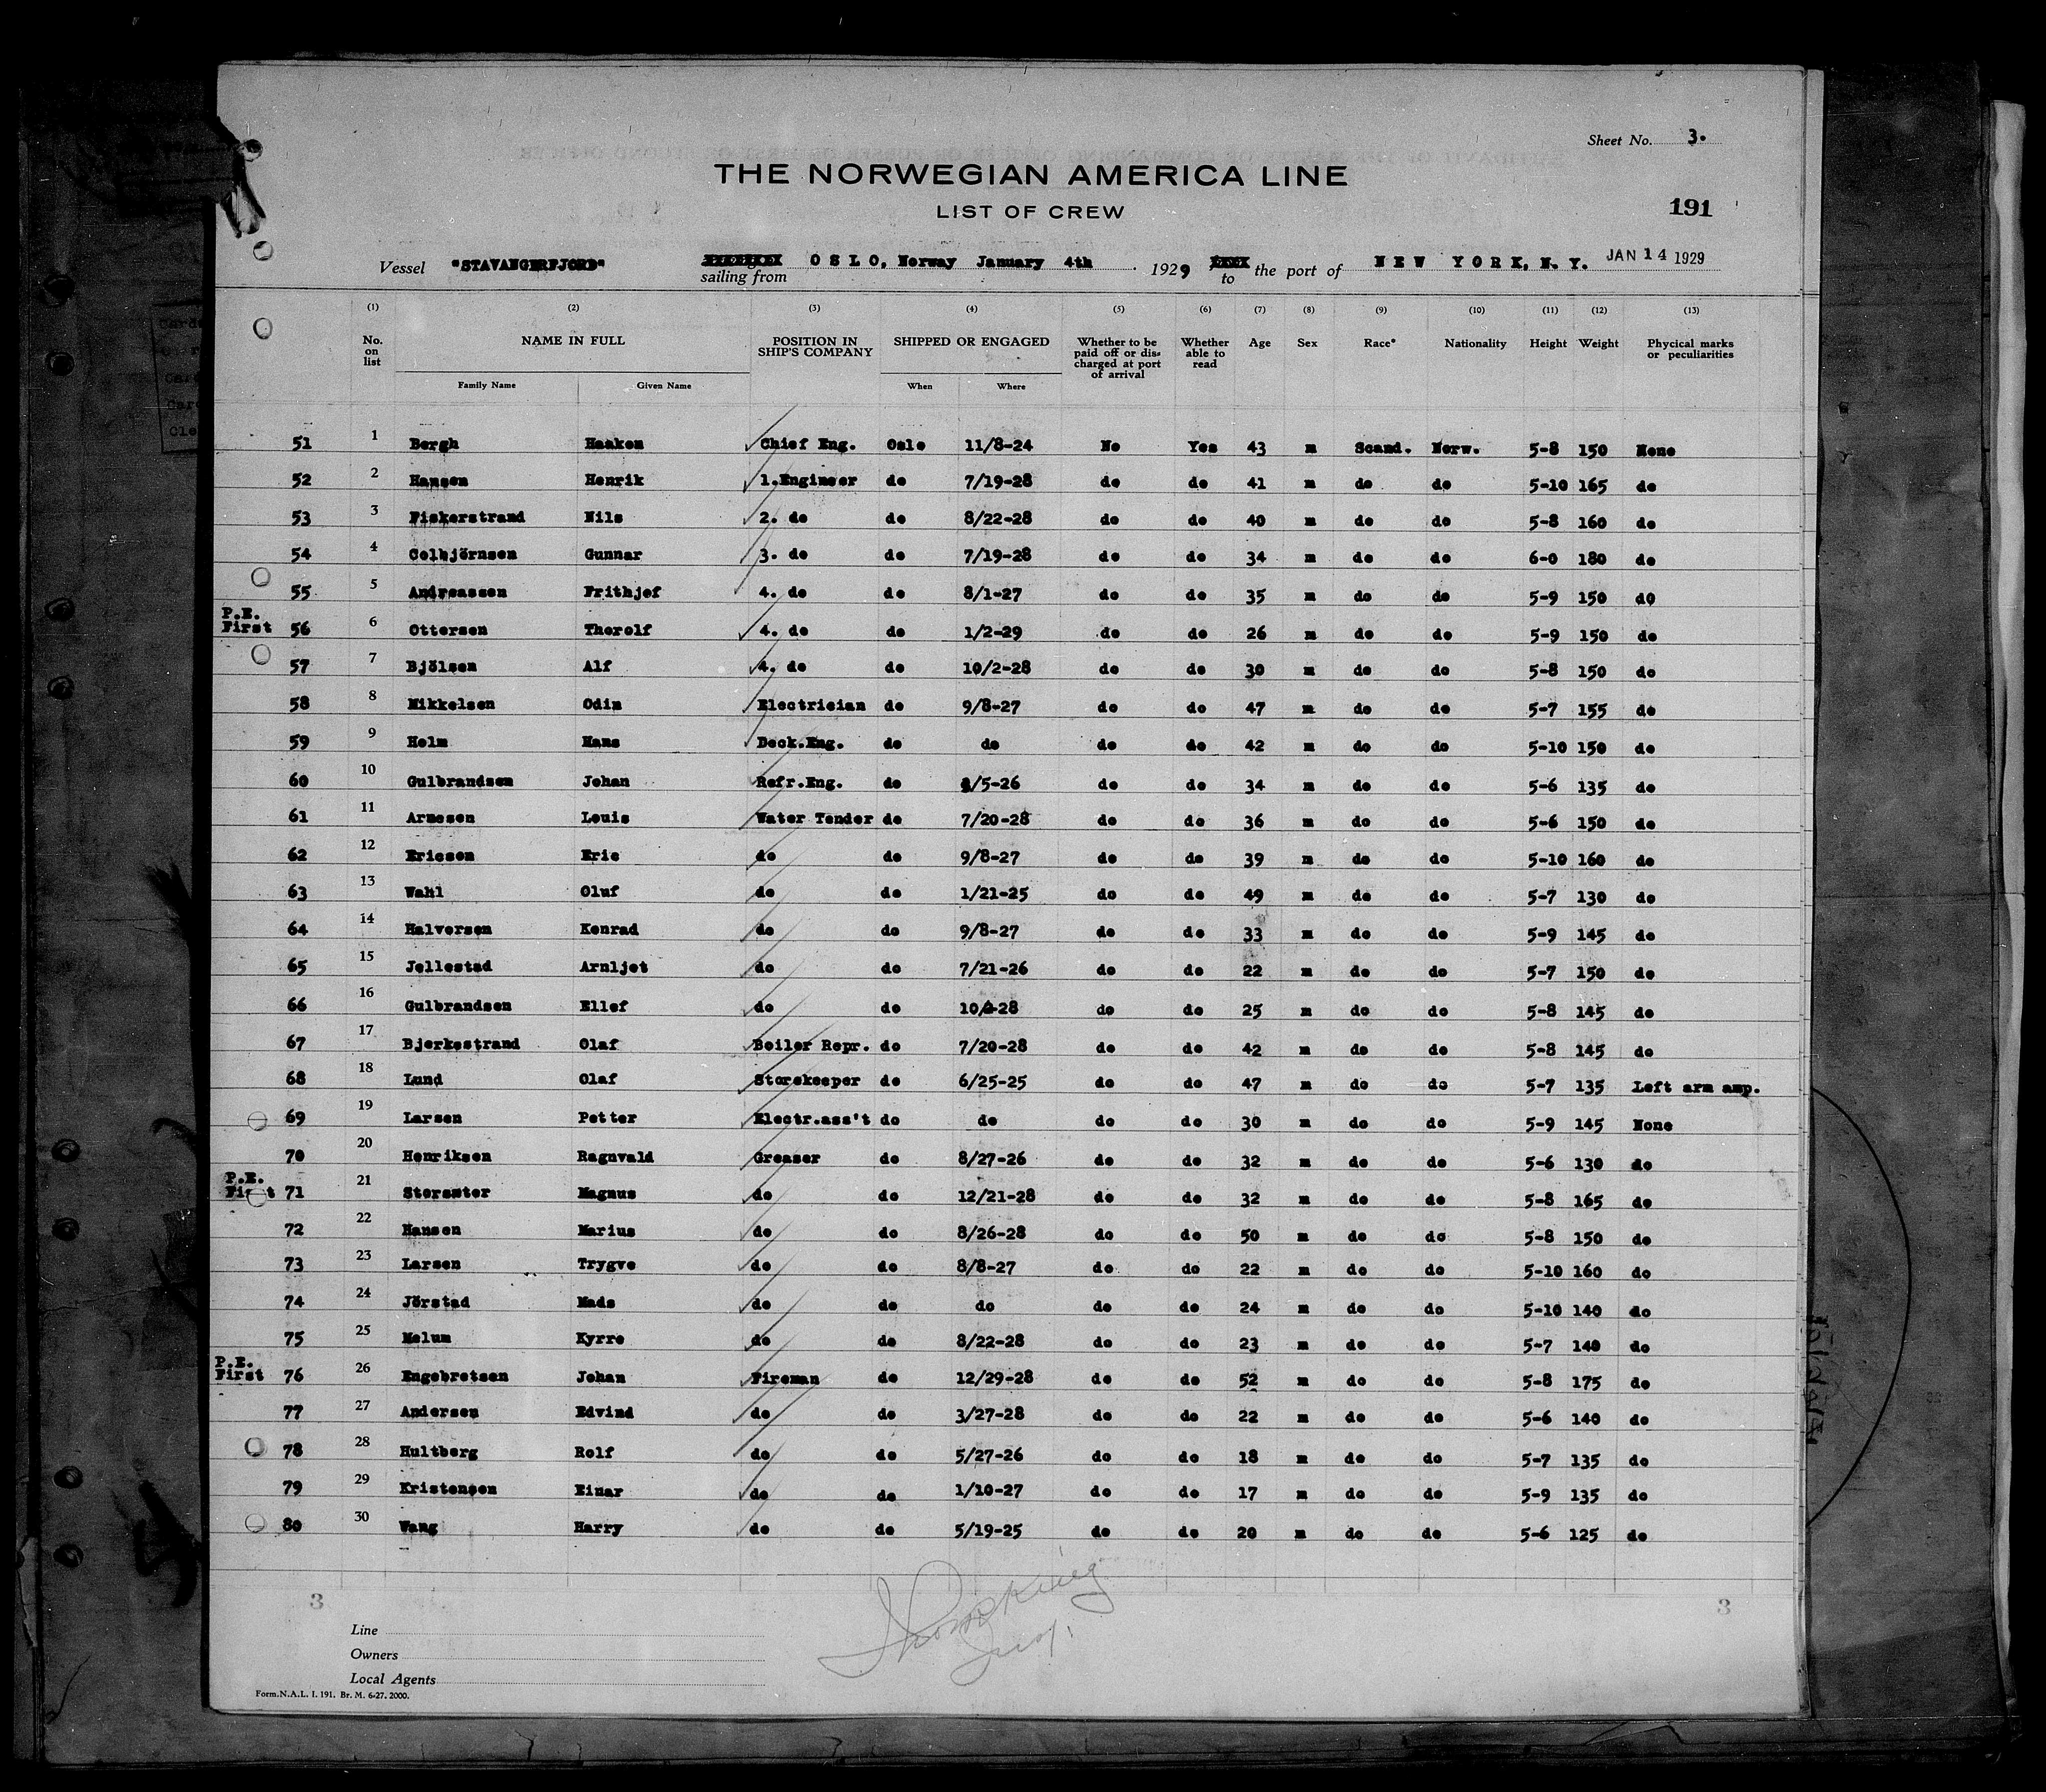 Sheet No. 3.
THE NORWEGIAN AMERICA LINE
LIST OF CREW
191
Vessel "STAVANGERFJORD" sailing from OSLO, Norway January 4th. 1929 to the port of NEW YORK, N. Y. JAN 14 1929
(1) (2) (3) (4) (5) (6) (7) (8) (9) (10) (11) (12) (13)
No. on list NAME IN FULL POSITION IN SHIP'S COMPANY SHIPPED OR ENGAGED Whether to be paid off or discharged at port of arrival Whether able to read Age Sex Race* Nationality Height Weight Phycical marks or peculiarities
Family Name Given Name When Where
51 1 Bergh Haakon Chief Eng. Oslo 11/8-24 No Yes 43 m Scand. Norw. 5-8 150 None
52 2 Hansen Henrik 1.Engineer do 7/19-28 do do 41 m do do 5-10 165 do
53 3 Fiskerstrand Nils 2. do do 8/22-28 do do 40 m do do 5-8 160 do
54 4 Colbjörnsen Gunnar 3. do do 7/19-28 do do 34 m do do 6-0 180 do
55 5 Andreassen Frithjof 4. do do 8/1-27 do do 35 m do do 5-9 150 do
P.E. First 56 6 Ottersen Thorolf 4. do do 1/2-29 do do 26 m do do 5-9 150 do
57 7 Bjölsen Alf 4. do do 10/2-28 do do 30 m do do 5-8 150 do
58 8 Mikkelsen Odin Electrician do 9/8-27 do do 47 m do do 5-7 155 do
59 9 Holm Hans Deck.Eng. do do do do 42 m do do 5-10 150 do
60 10 Gulbrandsen Johan Refr.Eng. do /5-26 do do 34 m do do 5-6 135 do
61 11 Arnesen Louis Water Tender do 7/20-28 do do 36 m do do 5-6 150 do
62 12 Ericsen Eric do do 9/8-27 do do 39 m do do 5-10 160 do
63 13 Wahl Oluf do do 1/21-25 do do 49 m do do 5-7 130 do
64 14 Halversen Konrad do do 9/8-27 do do 33 m do do 5-9 145 do
65 15 Jellestad Arnljot do do 7/21-26 do do 22 m do do 5-7 150 do
66 16 Gulbrandsen Ellef do do 10/2-28 do do 25 m do do 5-8 145 do
67 17 Bjerkestrand Olaf Boiler Repr. do 7/20-28 do do 42 m do do 5-8 145 do
68 18 Lund Olaf Storekeeper do 6/25-25 do do 47 m do do 5-7 135 Left arm amp.
69 19 Larsen Petter Electr.ass't do do do do 30 m do do 5-9 145 None
70 20 Henriksen Ragnvald Greaser do 8/27-26 do do 32 m do do 5-6 130 do
P.E. First 71 21 Storsæter Magnus do do 12/21-28 do do 32 m do do 5-8 165 do
72 22 Hansen Marius do do 8/26-28 do do 50 m do do 5-8 150 do
73 23 Larsen Trygve do do 8/8-27 do do 22 m do do 5-10 160 do
74 24 Jörstad Mads do do do do do 24 m do do 5-10 140 do
75 25 Melum Kyrre do do 8/22-28 do do 23 m do do 5-7 140 do
P.E. First 76 26 Engebretsen Johan Fireman do 12/29-28 do do 52 m do do 5-8 175 do
77 27 Andersen Edvind do do 3/27-28 do do 22 m do do 5-6 140 do
78 28 Hultberg Rolf do do 5/27-26 do do 18 m do do 5-7 135 do
79 29 Kristensen Einar do do 1/10-27 do do 17 m do do 5-9 135 do
80 30 Wang Harry do do 5/19-25 do do 20 m do do 5-6 125 do
3 3
Line
Owners
Local Agents
Form.N.A.L. I. 191. Br. M. 6-27. 2000.